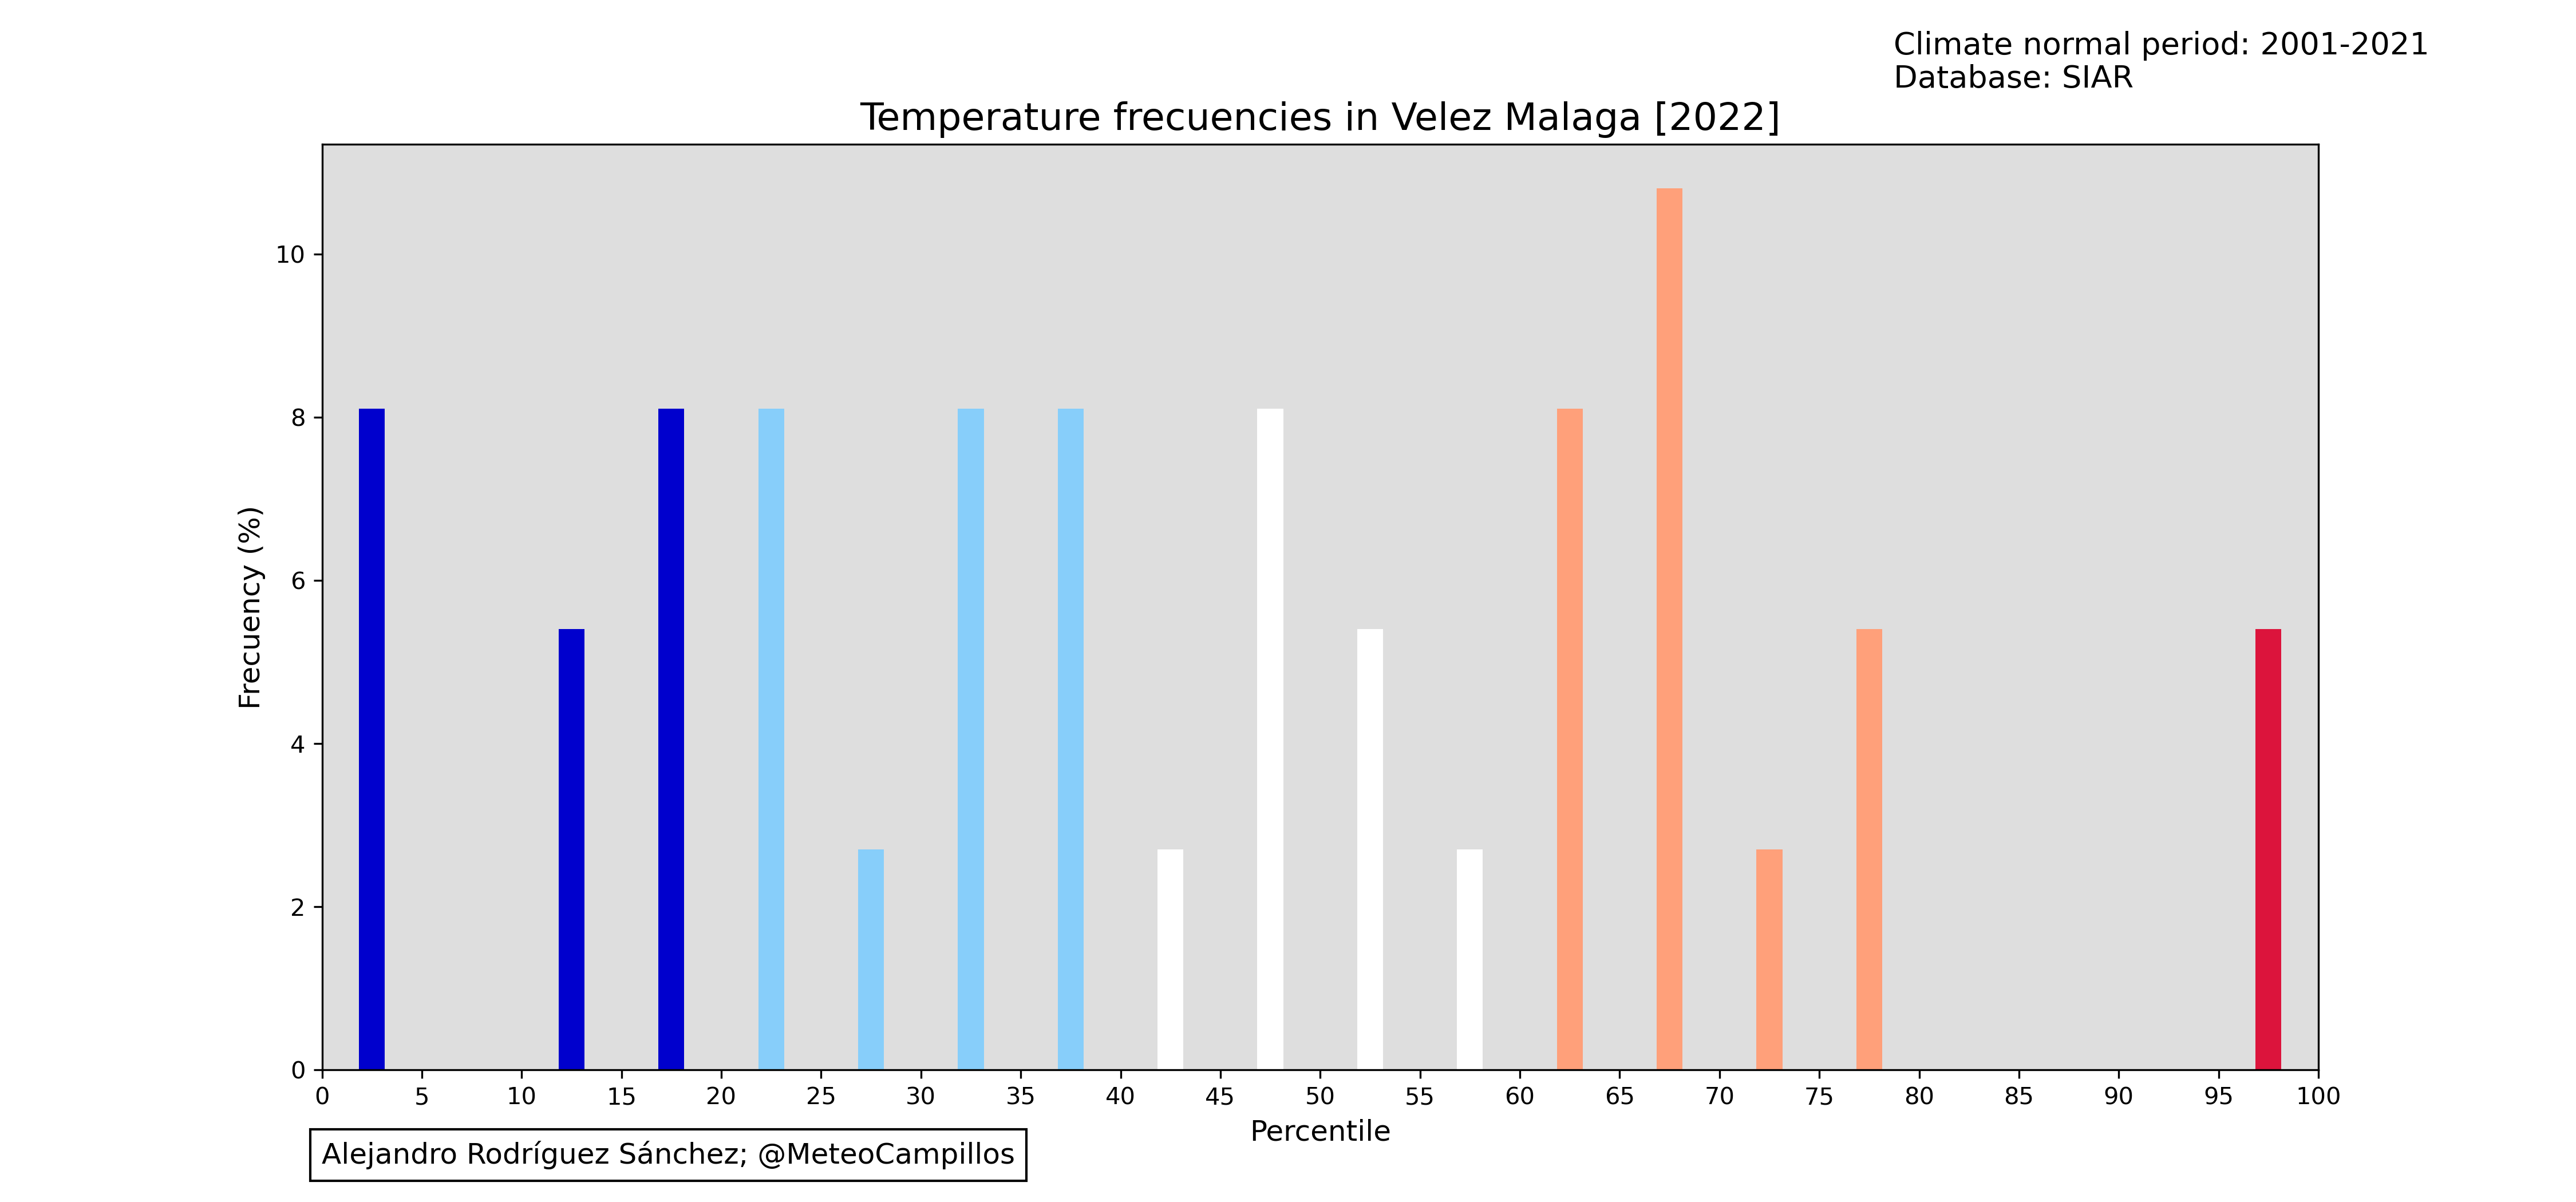 Climate normal period: 2001-2021
Database: SIAR
Temperature frecuencies in Velez Malaga [2022]
Frecuency (%)
10
8
6
4
2
0
0 5 10 15 20 25 30 35 40 45 50 55 60 65 70 75 80 85 90 95 100
Percentile
Alejandro Rodríguez Sánchez; @MeteoCampillos